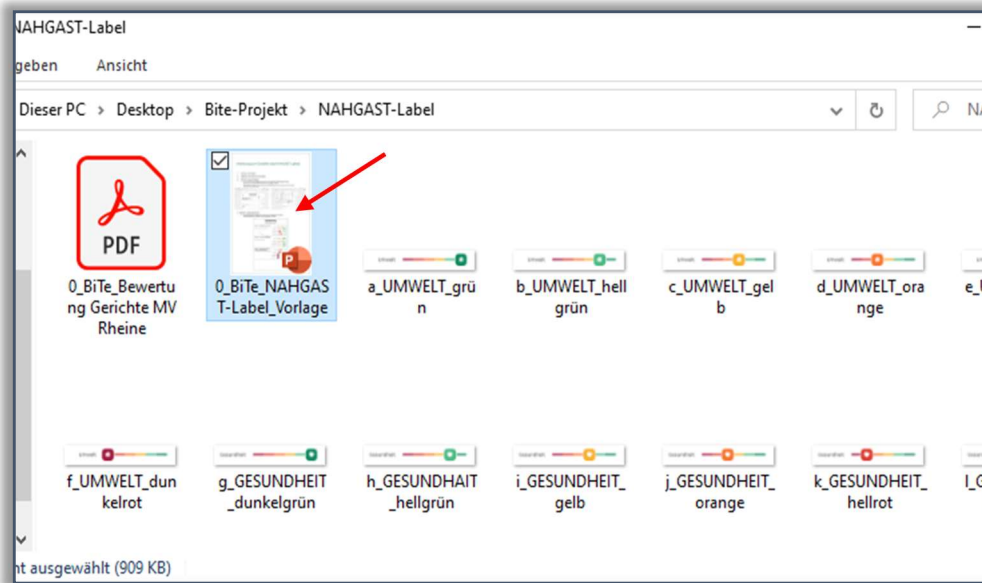 NAHGAST-Label
geben Ansicht
Dieser PC > Desktop > Bite-Projekt > NAHGAST-Label
PDF
0_BiTe_Bewertu
ng Gerichte MV
Rheine
P
0_BiTe_NAHGAS
T-Label_Vorlage
a_UMWELT_grü
n
b_UMWELT_hell
grün
c_UMWELT_gel
b
d_UMWELT_ora
nge
f_UMWELT_dun
kelrot
g_GESUNDHEIT
_dunkelgrün
h_GESUNDHAIT
_hellgrün
i_GESUNDHEIT_
gelb
j_GESUNDHEIT_
orange
k_GESUNDHEIT_
hellrot
ht ausgewählt (909 KB)